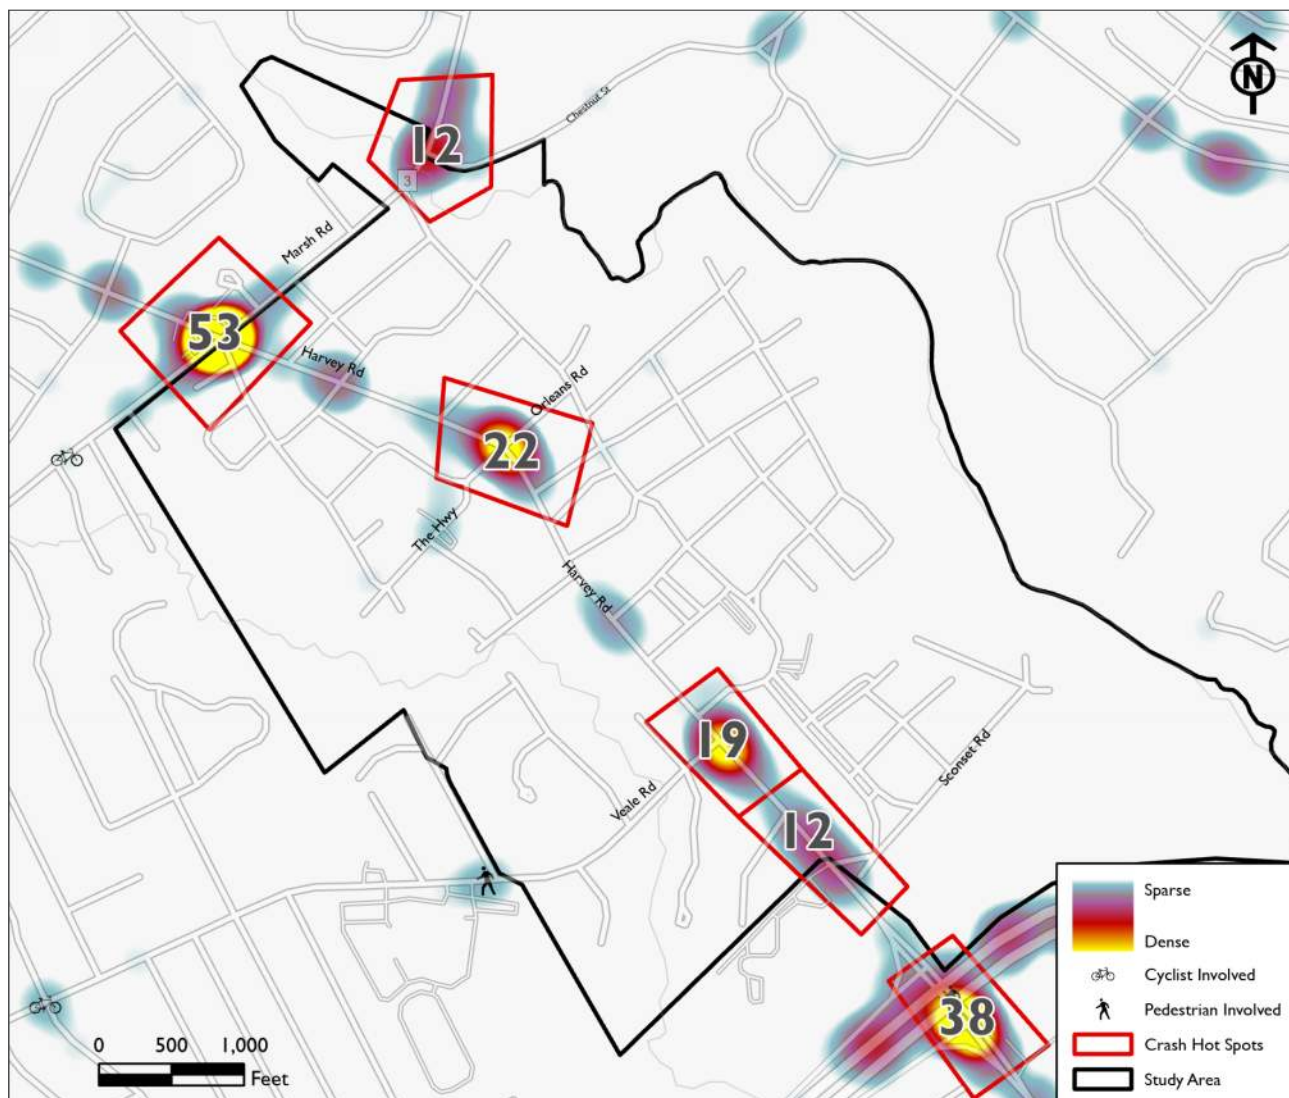 N
Chestnut St
12
3
Marsh Rd
53
Harvey Rd
Orleans Rd
22
The Hwy
Harvey Rd
19
Sconset Rd
Veale Rd
12
38
Sparse
Dense
Cyclist Involved
Pedestrian Involved
Crash Hot Spots
Study Area
0 500 1,000
Feet